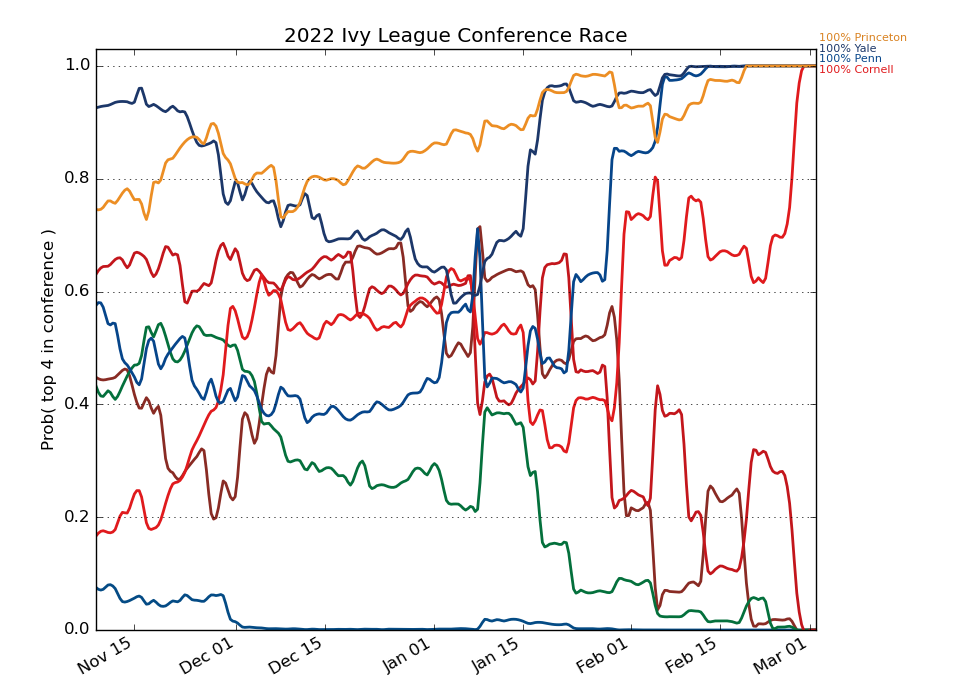 2022 Ivy League Conference Race
100% Princeton
100% Yale
100% Penn
100% Cornell
Prob( top 4 in conference )
1.0
0.8
0.6
0.4
0.2
0.0
Nov 15
Dec 01
Dec 15
Jan 01
Jan 15
Feb 01
Feb 15
Mar 01